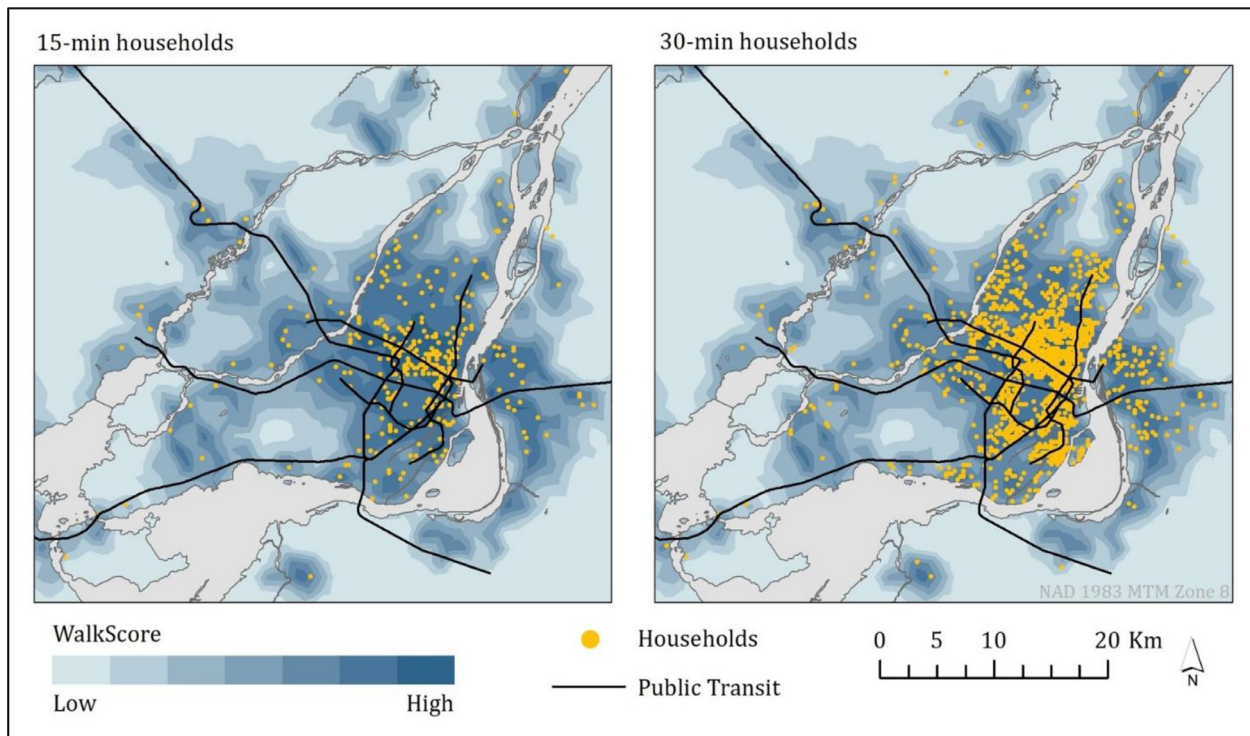 15-min households
30-min households
NAD 1983 MTM Zone 8
WalkScore
Low
High
Households
Public Transit
0 5 10 20 Km
N